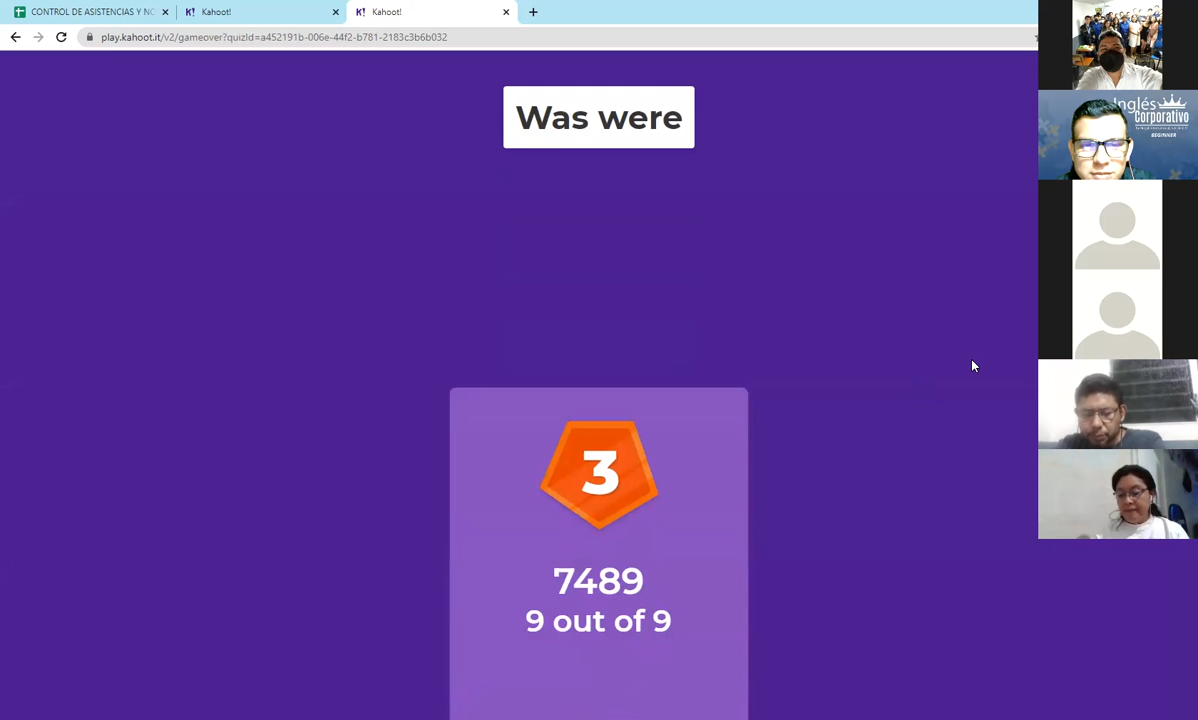 CONTROL DE ASISTENCIAS Y NO
K! Kahoot!
K! Kahoot!
play.kahoot.it/v2/gameover?quizId=a452191b-006e-44f2-b781-2183c3b6b032
Was were
Inglés
Corporativo
BEGINNER
3
7489
9 out of 9